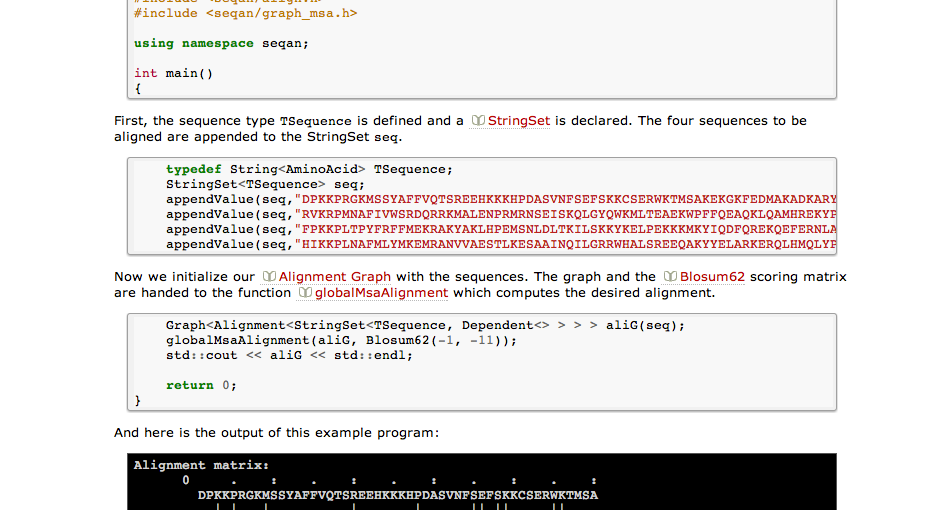 #include <seqan/align.h>
#include <seqan/graph_msa.h>
using namespace seqan;
int main()
{
First, the sequence type TSequence is defined and a StringSet is declared. The four sequences to be
aligned are appended to the StringSet seq.
typedef String<AminoAcid> TSequence;
StringSet<TSequence> seq;
appendValue(seq,"DPKKPRGKMSSYAFFVQTSREEHKKKHPDASVNFSEFSKKCSERWKTMSAKEKGKFEDMAKADKARY
appendValue(seq,"RVKRPMNAFIVWSRDQRRKMALENPRMRNSEISKQLGYQWKMLTEAEKWPFFQEAQKLQAMHREKYP
appendValue(seq,"FPKKPLTPYFRFFMEKRAKYAKLHPEMSNLDLTKILSKKYKELPEKKKMKYIQDFQREKQEFERNLA
appendValue(seq,"HIKKPLNAFMLYMKEMRANVVAESTLKESAAINQILGRRWHALSREEQAKYYELARKERQLHMQLYP
Now we initialize our Alignment Graph with the sequences. The graph and the Blosum62 scoring matrix
are handed to the function globalMsaAlignment which computes the desired alignment.
Graph<Alignment<StringSet<TSequence, Dependent<> > > > aliG(seq);
globalMsaAlignment(aliG, Blosum62(-1, -11));
std::cout << aliG << std::endl;
return 0;
}
And here is the output of this example program:
Alignment matrix:
0 . : . : . : . : . :
DPKKPRGKMSSYAFFVQTSREEHKKKHPDASVNFSEFSKKCSERWKTMSA